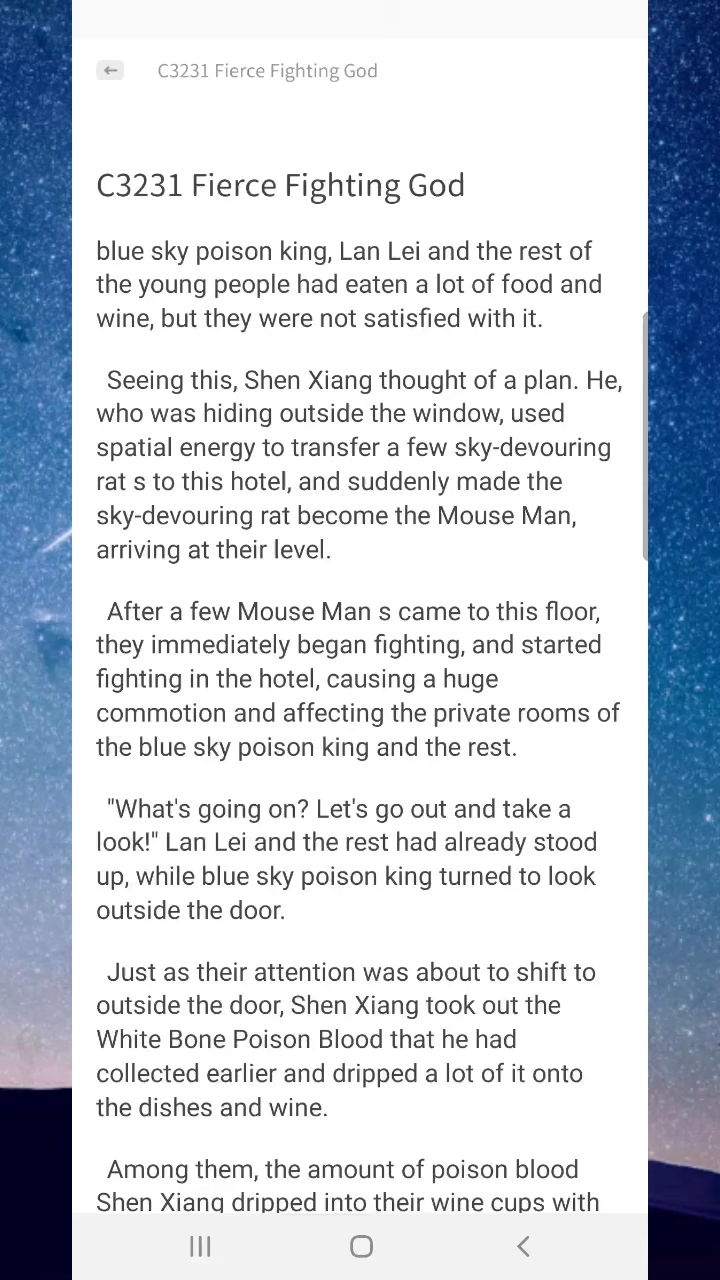 C3231 Fierce Fighting God
C3231 Fierce Fighting God
blue sky poison king, Lan Lei and the rest of
the young people had eaten a lot of food and
wine, but they were not satisfied with it.
Seeing this, Shen Xiang thought of a plan. He,
who was hiding outside the window, used
spatial energy to transfer a few sky-devouring
rat s to this hotel, and suddenly made the
sky-devouring rat become the Mouse Man,
arriving at their level.
After a few Mouse Man s came to this floor,
they immediately began fighting, and started
fighting in the hotel, causing a huge
commotion and affecting the private rooms of
the blue sky poison king and the rest.
"What's going on? Let's go out and take a
look!" Lan Lei and the rest had already stood
up, while blue sky poison king turned to look
outside the door.
Just as their attention was about to shift to
outside the door, Shen Xiang took out the
White Bone Poison Blood that he had
collected earlier and dripped a lot of it onto
the dishes and wine.
Among them, the amount of poison blood
Shen Xiang dripped into their wine cups with